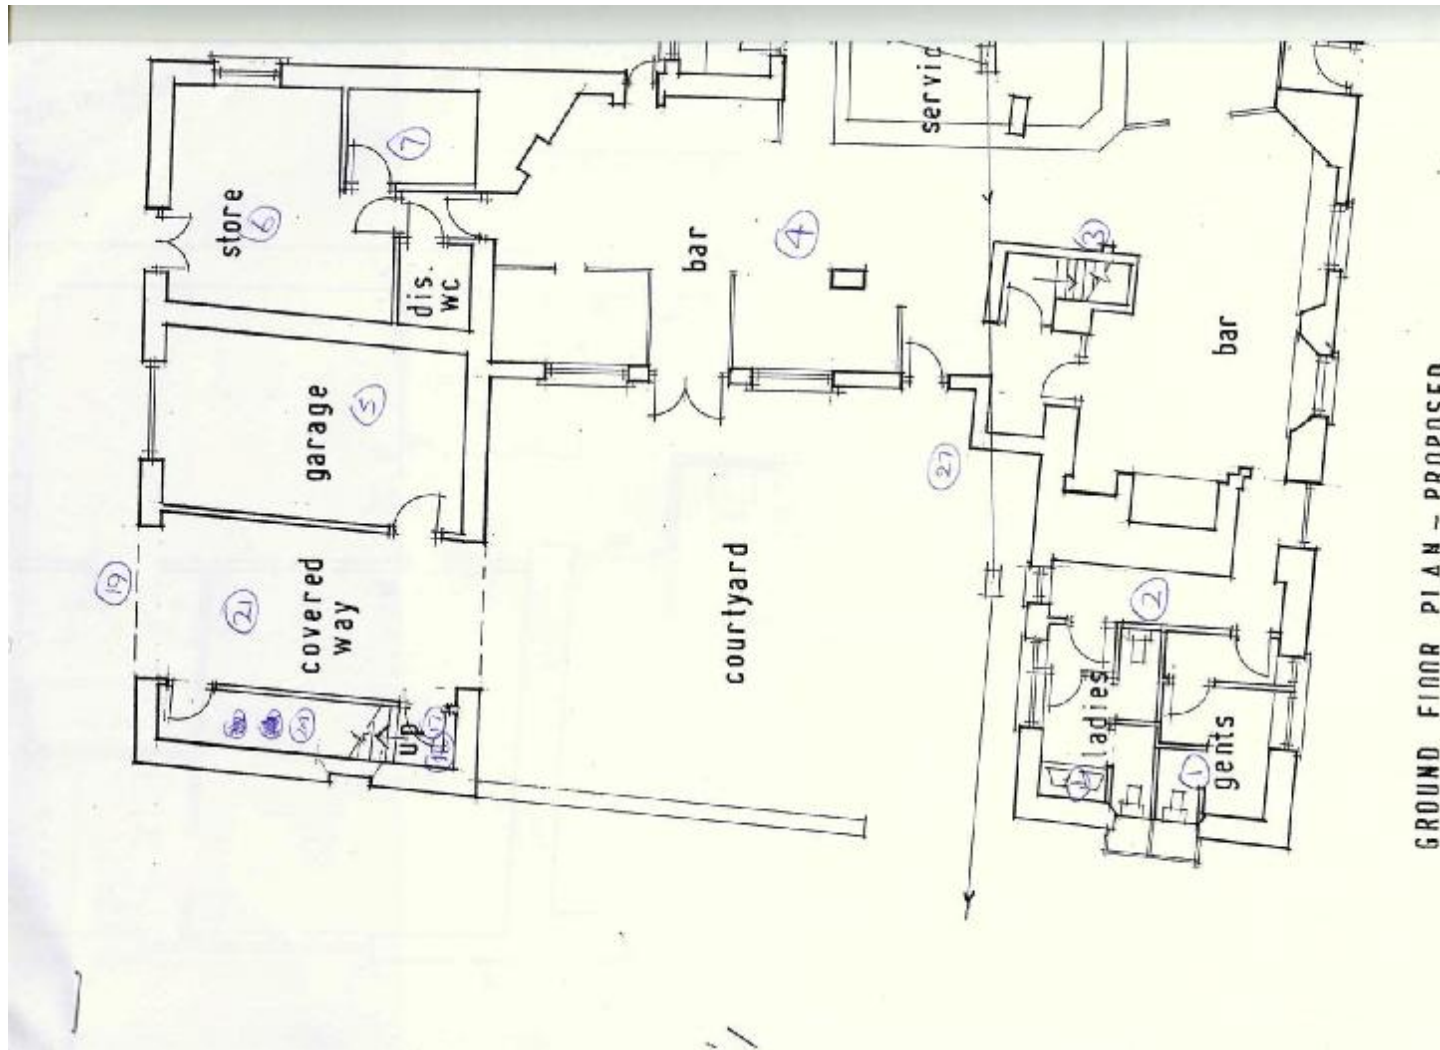 19
21
store
6
covered
way
garage
5
7
up
dis.
wc
courtyard
bar
4
27
servic
ladies
3
2
1
gents
bar
GROUND FLOOR PLAN - PROPOSED